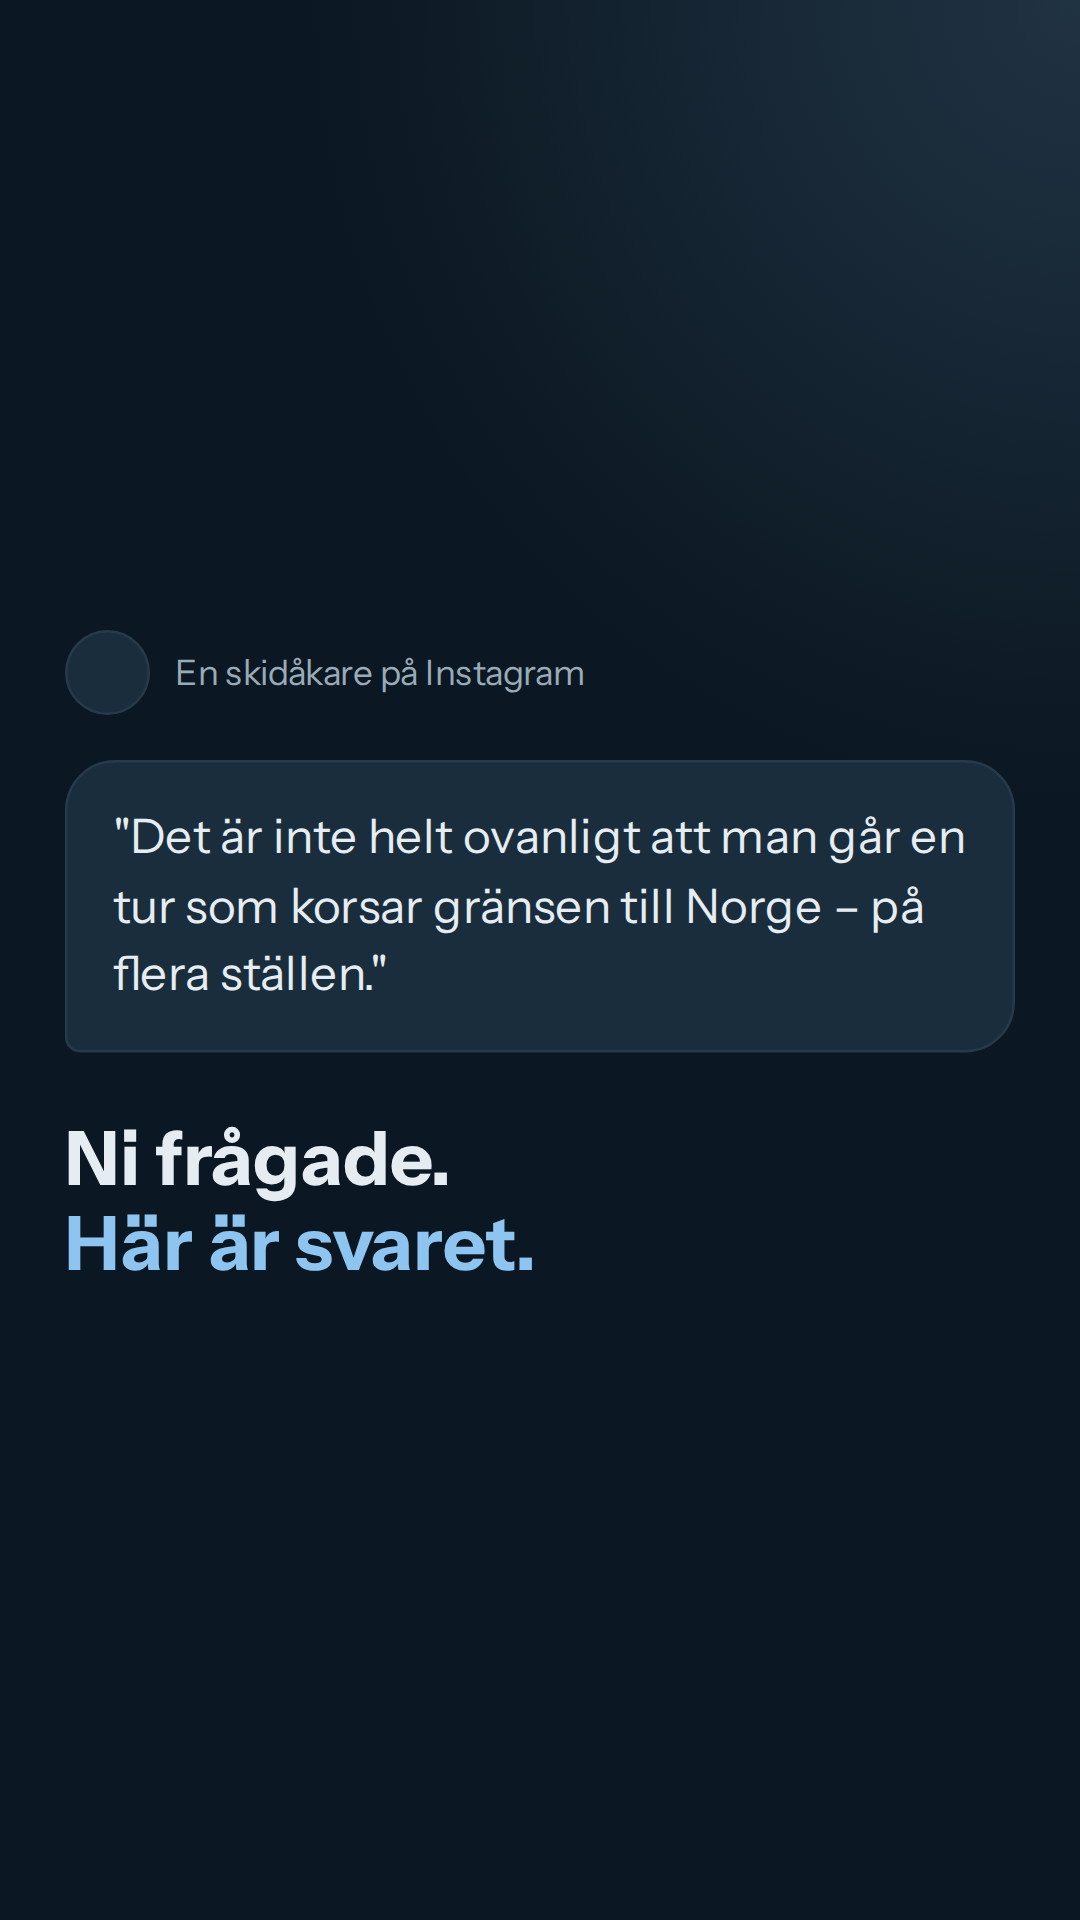 En skidåkare på Instagram
"Det är inte helt ovanligt att man går en
tur som korsar gränsen till Norge – på
flera ställen."
Ni frågade.
Här är svaret.